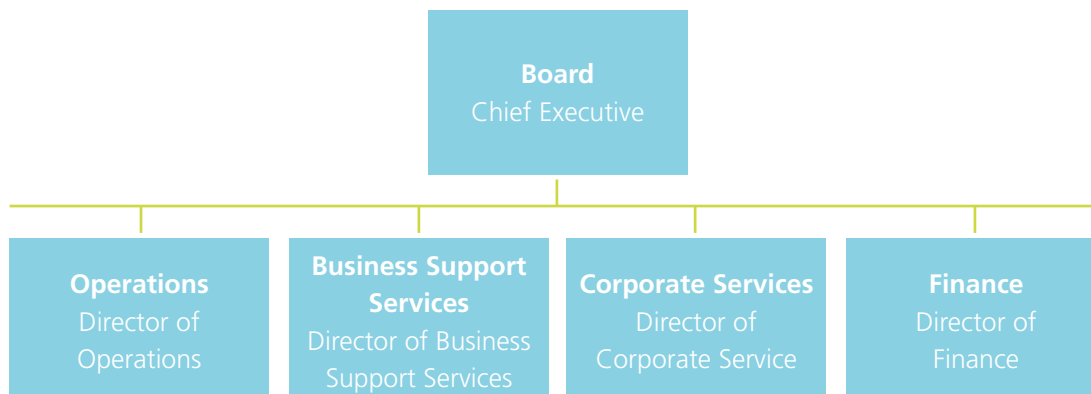 Board
Chief Executive
Operations
Director of
Operations
Business Support
Services
Director of Business
Support Services
Corporate Services
Director of
Corporate Service
Finance
Director of
Finance